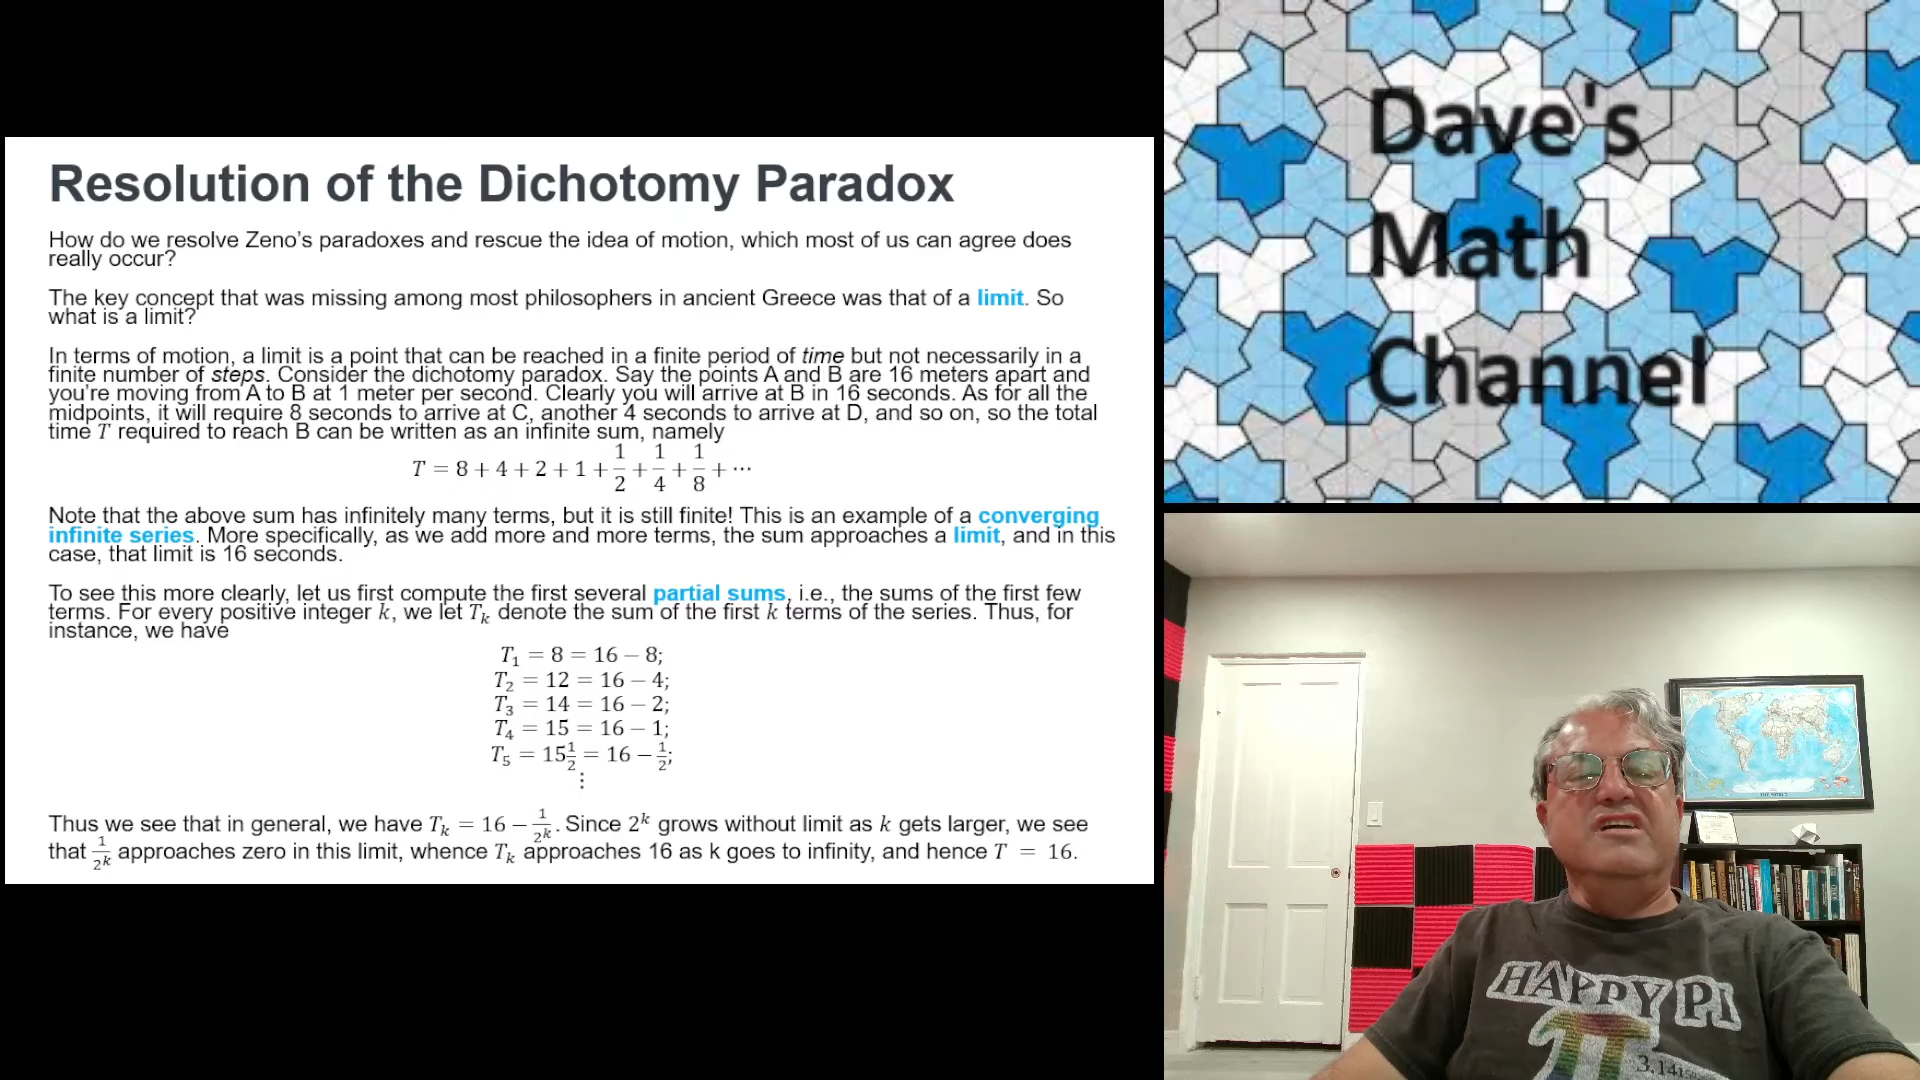 Resolution of the Dichotomy Paradox
How do we resolve Zeno's paradoxes and rescue the idea of motion, which most of us can agree does
really occur?
The key concept that was missing among most philosophers in ancient Greece was that of a limit. So
what is a limit?
In terms of motion, a limit is a point that can be reached in a finite period of time but not necessarily in a
finite number of steps. Consider the dichotomy paradox. Say the points A and B are 16 meters apart and
you're moving from A to B at 1 meter per second. Clearly you will arrive at B in 16 seconds. As for all the
midpoints, it will require 8 seconds to arrive at C, another 4 seconds to arrive at D, and so on, so the total
time T required to reach B can be written as an infinite sum, namely
T = 8 + 4 + 2 + 1 + 1/2 + 1/4 + 1/8 + ⋯
Note that the above sum has infinitely many terms, but it is still finite! This is an example of a converging
infinite series. More specifically, as we add more and more terms, the sum approaches a limit, and in this
case, that limit is 16 seconds.
To see this more clearly, let us first compute the first several partial sums, i.e., the sums of the first few
terms. For every positive integer k, we let Tₖ denote the sum of the first k terms of the series. Thus, for
instance, we have
T₁ = 8 = 16 − 8;
T₂ = 12 = 16 − 4;
T₃ = 14 = 16 − 2;
T₄ = 15 = 16 − 1;
T₅ = 15 1/2 = 16 − 1/2;
⋮
Thus we see that in general, we have Tₖ = 16 − 1/2ᵏ. Since 2ᵏ grows without limit as k gets larger, we see
that 1/2ᵏ approaches zero in this limit, whence Tₖ approaches 16 as k goes to infinity, and hence T = 16.
Dave's
Math
Channel
HAPPY PI